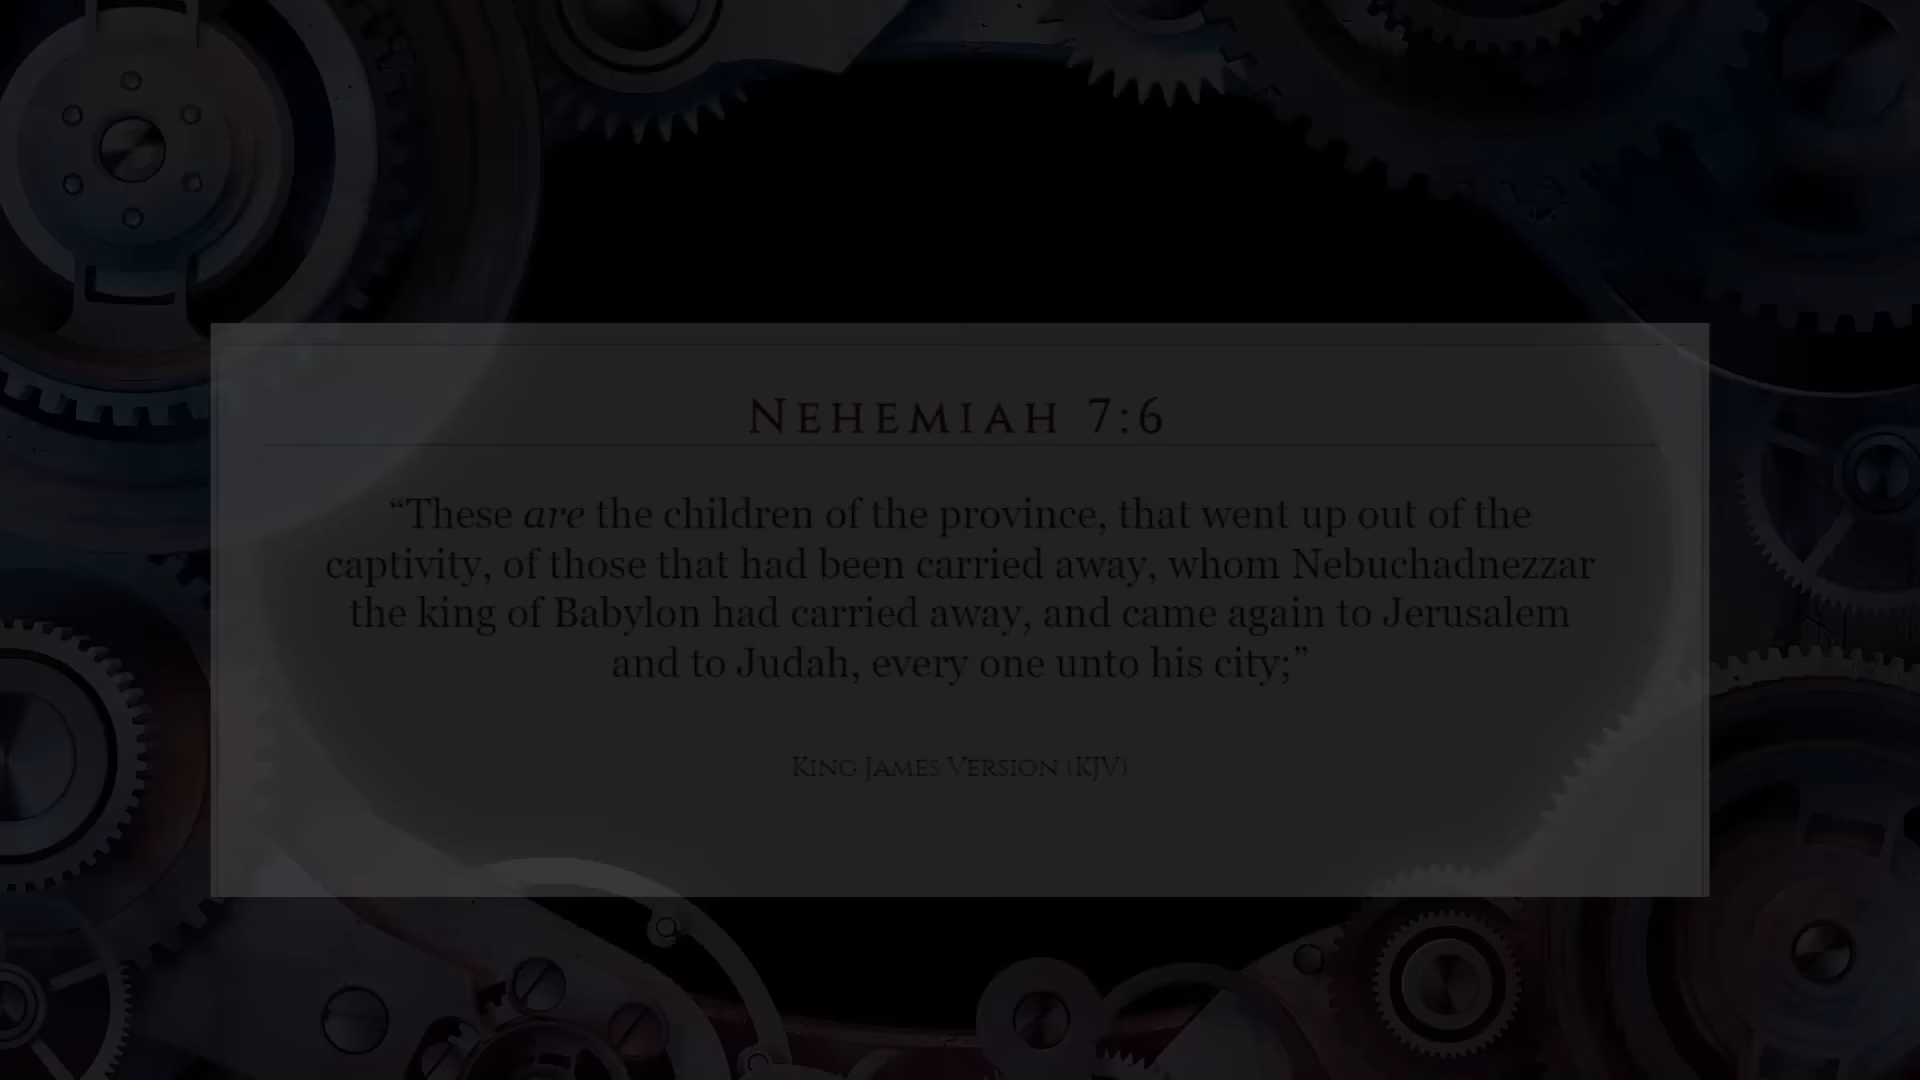 NEHEMIAH 7:6
“These are the children of the province, that went up out of the
captivity, of those that had been carried away, whom Nebuchadnezzar
the king of Babylon had carried away, and came again to Jerusalem
and to Judah, every one unto his city;”
KING JAMES VERSION (KJV)